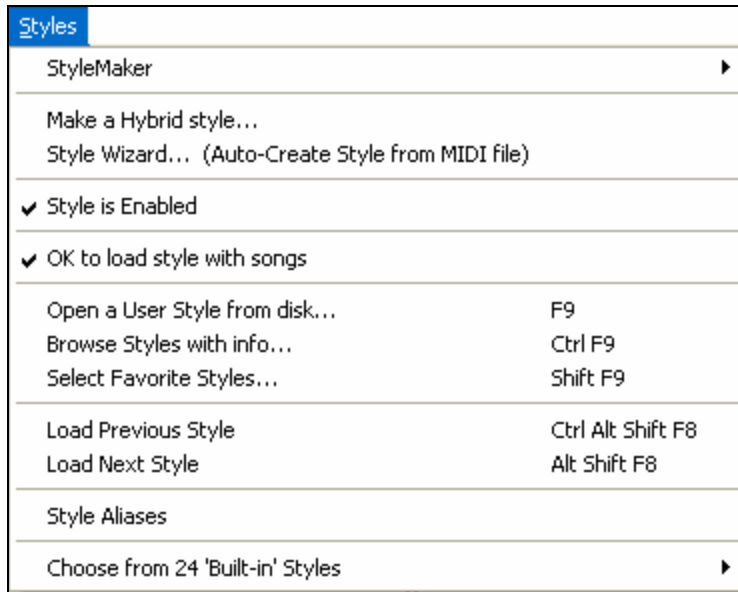 Styles
StyleMaker
Make a Hybrid style...
Style Wizard... (Auto-Create Style from MIDI file)
Style is Enabled
OK to load style with songs
Open a User Style from disk... F9
Browse Styles with info... Ctrl F9
Select Favorite Styles... Shift F9
Load Previous Style Ctrl Alt Shift F8
Load Next Style Alt Shift F8
Style Aliases
Choose from 24 'Built-in' Styles